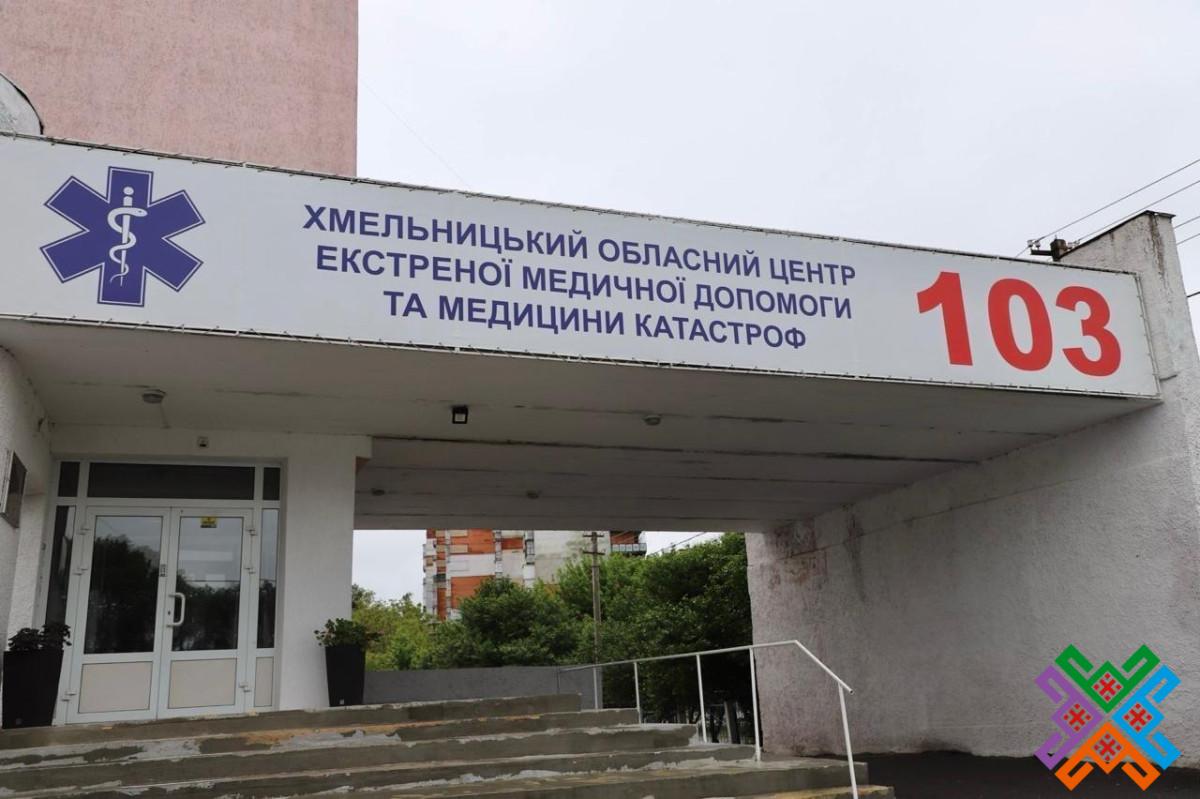 ХМЕЛЬНИЦЬКИЙ ОБЛАСНИЙ ЦЕНТР
ЕКСТРЕНОЇ МЕДИЧНОЇ ДОПОМОГИ
ТА МЕДИЦИНИ КАТАСТРОФ
103